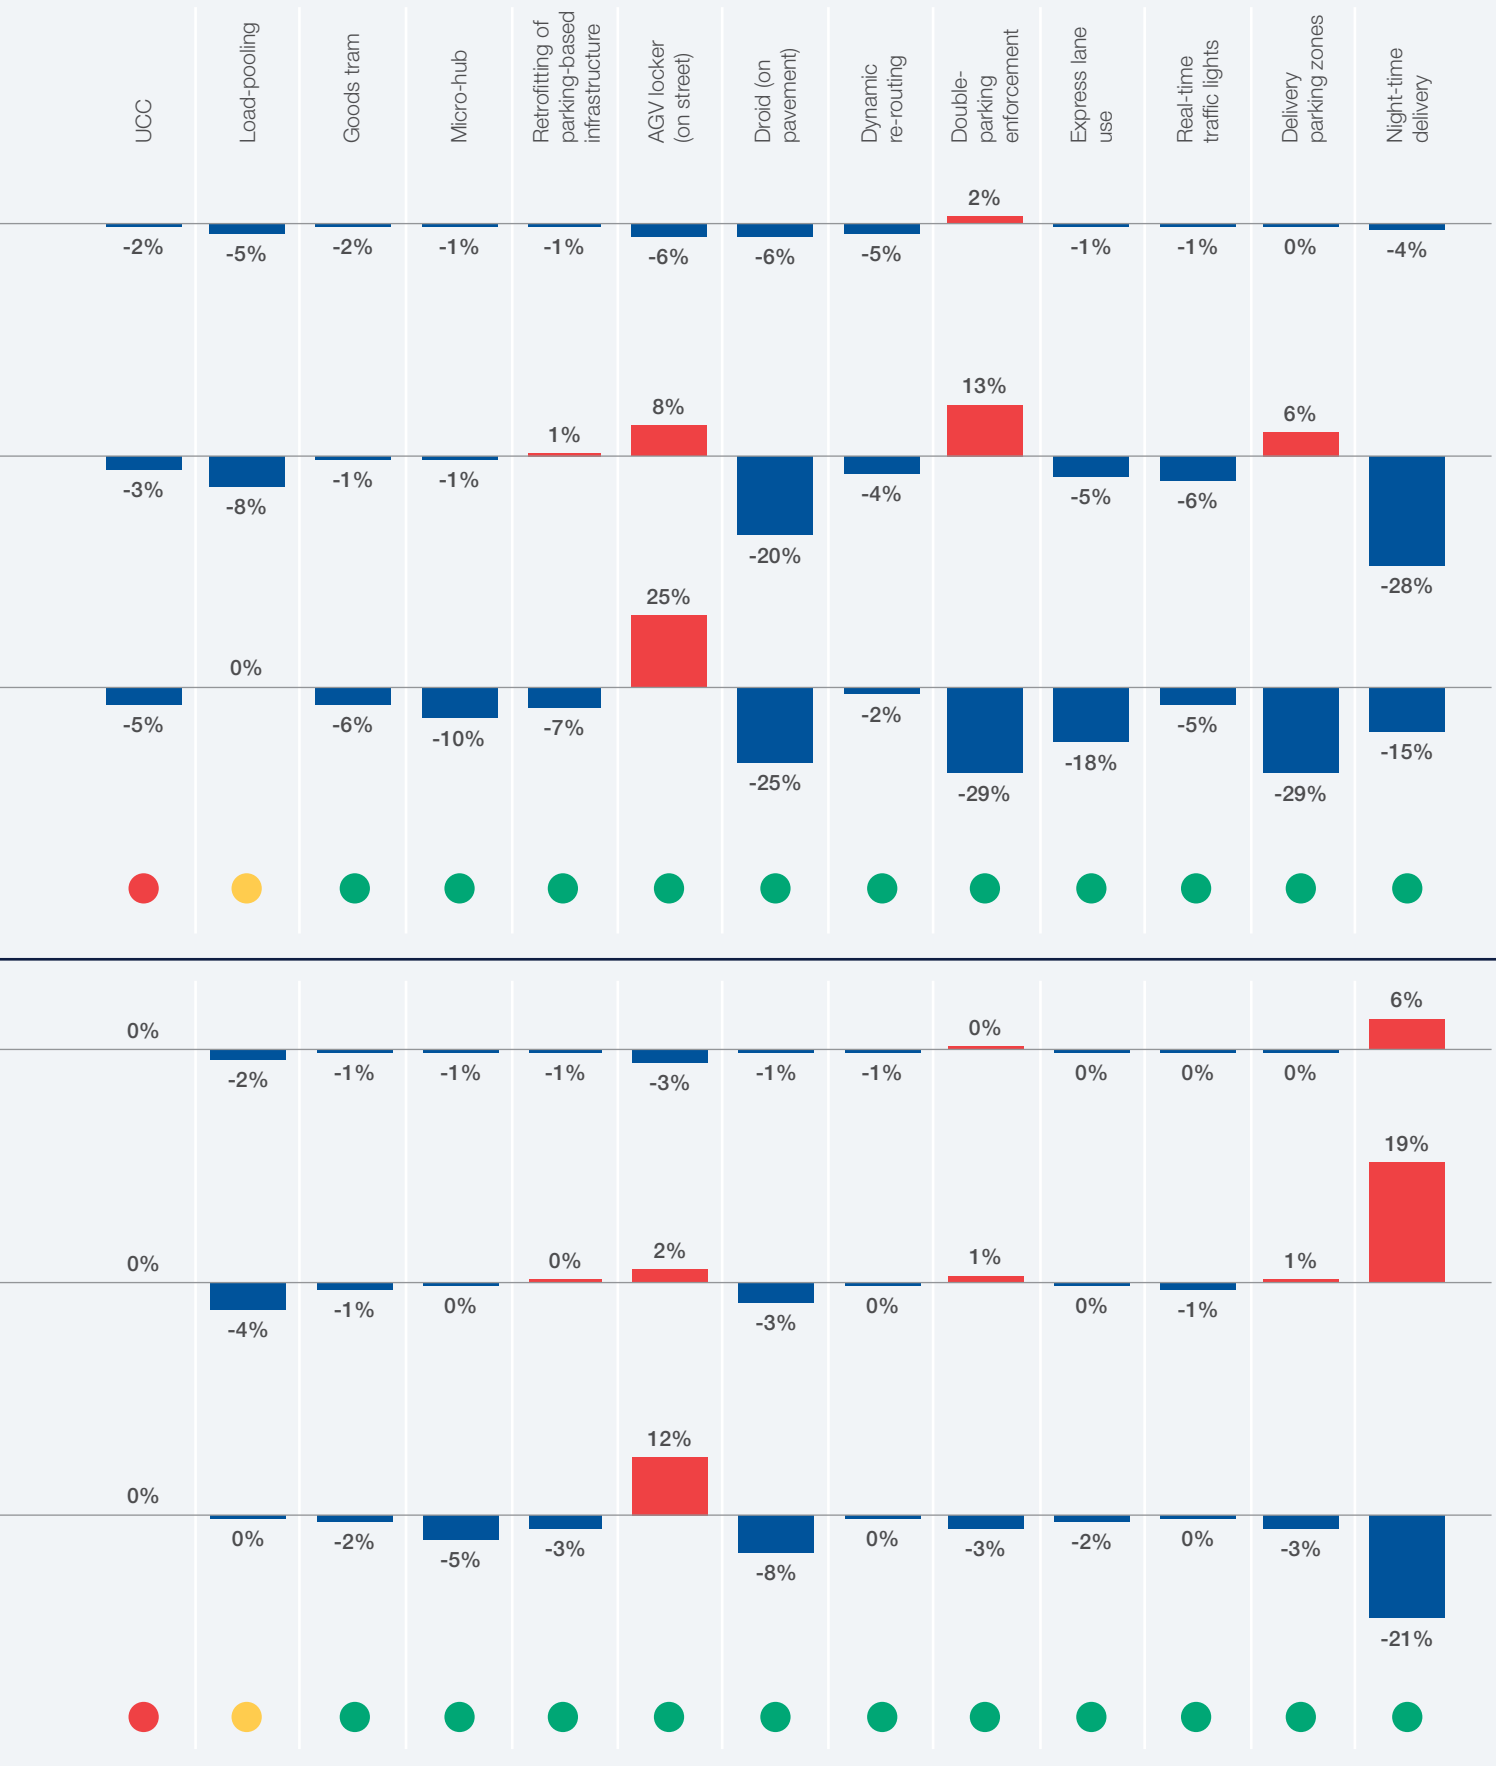 UCC
Load-pooling
Goods tram
Micro-hub
Retrofitting of
parking-based
infrastructure
AGV locker
(on street)
Droid (on
pavement)
Dynamic
re-routing
Double-
parking
enforcement
Express lane
use
Real-time
traffic lights
Delivery
parking zones
Night-time
delivery
-2% -5% -2% -1% -1% -6% -6% -5% 2% -1% -1% 0% -4%
-3% -8% -1% -1% 1% 8% -20% -4% 13% -5% -6% 6% -28%
-5% 0% -6% -10% -7% 25% -25% -2% -29% -18% -5% -29% -15%
0% -2% -1% -1% -1% -3% -1% -1% 0% 0% 0% 0% 6%
0% -4% -1% 0% 0% 2% -3% 0% 1% 0% -1% 1% 19%
0% 0% -2% -5% -3% 12% -8% 0% -3% -2% 0% -3% -21%